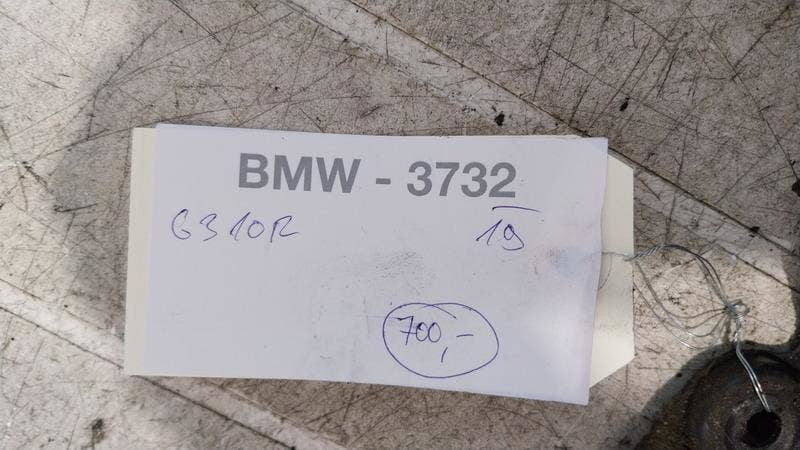 BMW - 3732
G310R 19
700,-